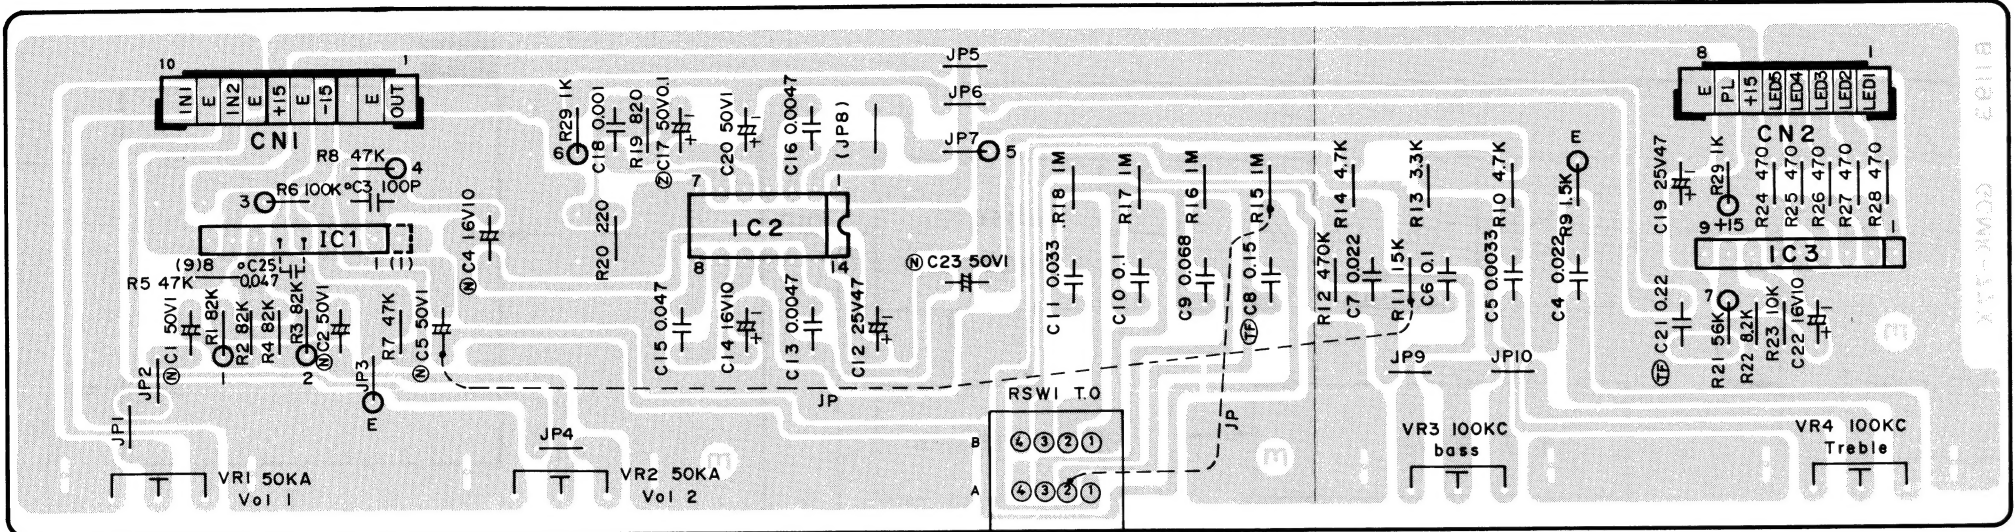 10
1
IN1
E
IN2
E
+15
E
-15
E
OUT
CN1
R8 47K
4
R6 100K
°C3 100P
3
IC1
(9)8
°C25
0.047
1 (1)
R5 47K
Ⓝ C1 50V1
R1 82K
R2 82K
R4 82K
R3 82K
Ⓝ C2 50V1
R7 47K
Ⓝ C5 50V1
1
2
JP2
JP1
JP3
E
VR1 50KA
Vol 1
Ⓝ C4 16V10
R29 1K
6
C18 0.001
R19 820
Ⓝ C17 50V0.1
C20 50V1
C16 0.0047
(JP8)
7
1
IC2
8
14
R20 220
C15 0.047
C14 16V10
C13 0.0047
C12 25V47
JP4
VR2 50KA
Vol 2
JP
JP5
JP6
JP7
5
Ⓝ C23 50V1
R18 1M
R17 1M
R16 1M
R15 1M
R14 4.7K
R13 3.3K
R10 4.7K
E
R9 1.5K
C11 0.033
C10 0.1
C9 0.068
ⓉF C8 0.15
R12 470K
C7 0.022
R11 15K
C6 0.1
C5 0.0033
C4 0.022
JP9
JP10
RSW1 T.O
B
④ ③ ② ①
A
④ ③ ② ①
JP
VR3 100KC
bass
8
1
E
PL
+15
LED5
LED4
LED3
LED2
LED1
CN2
C19 25V47
R29 1K
R24 470
R25 470
R26 470
R27 470
R28 470
9
+15
1
IC3
7
TF C21 0.22
R21 56K
R22 8.2K
R23 10K
C22 16V10
VR4 100KC
Treble